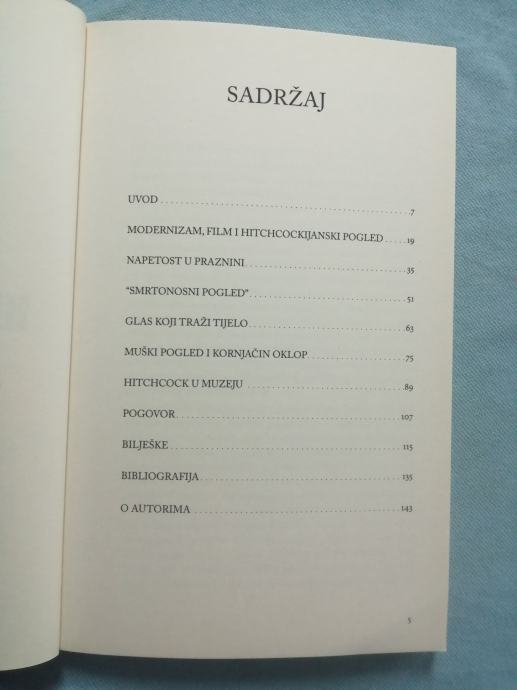 SADRŽAJ
UVOD 7
MODERNIZAM, FILM I HITCHCOCKIJANSKI POGLED 19
NAPETOST U PRAZNINI 35
“SMRTONOSNI POGLED” 51
GLAS KOJI TRAŽI TIJELO 63
MUŠKI POGLED I KORNJAČIN OKLOP 75
HITCHCOCK U MUZEJU 89
POGOVOR 107
BILJEŠKE 115
BIBLIOGRAFIJA 135
O AUTORIMA 143
5